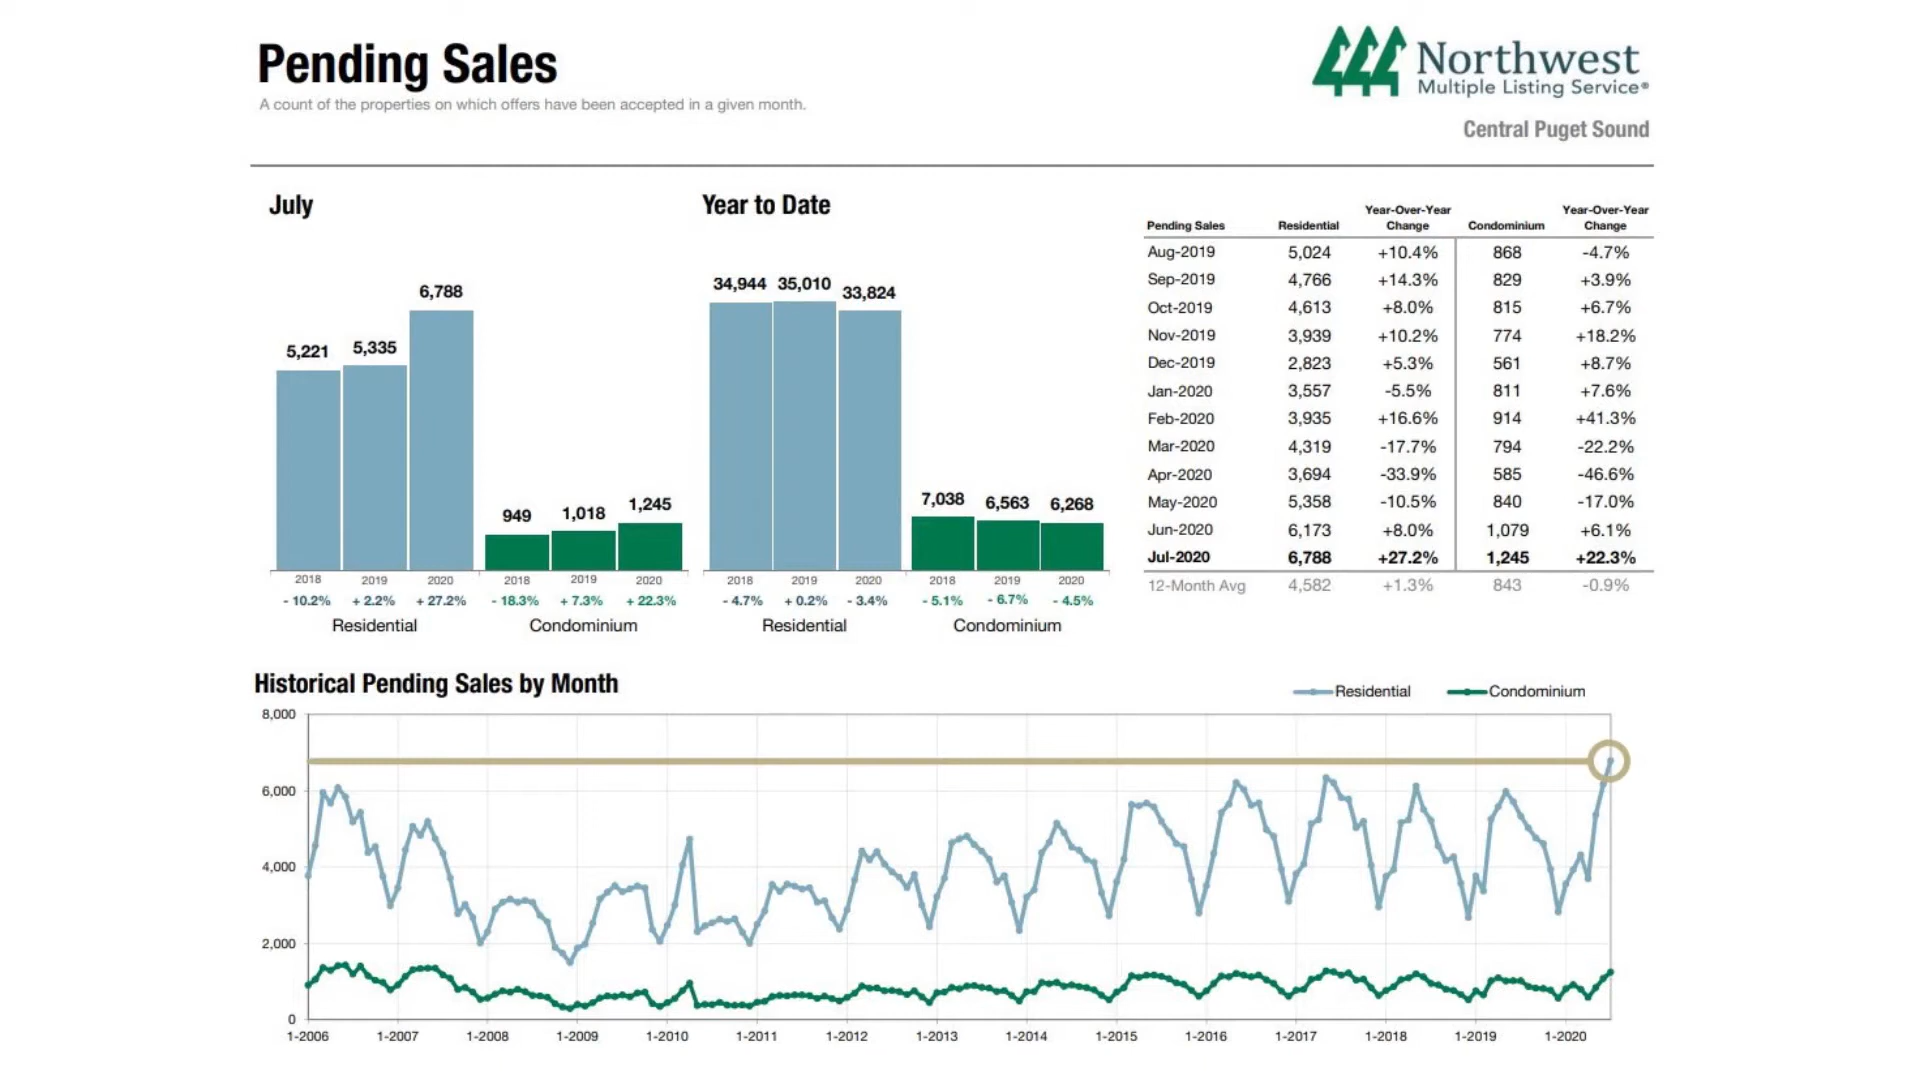 Pending Sales
A count of the properties on which offers have been accepted in a given month.
Northwest
Multiple Listing Service®
Central Puget Sound
July
5,221
5,335
6,788
949
1,018
1,245
2018 2019 2020 2018 2019 2020
- 10.2% + 2.2% + 27.2% - 18.3% + 7.3% + 22.3%
Residential Condominium
Year to Date
34,944 35,010 33,824
7,038 6,563 6,268
2018 2019 2020 2018 2019 2020
- 4.7% + 0.2% - 3.4% - 5.1% - 6.7% - 4.5%
Residential Condominium
Year-Over-Year Year-Over-Year
Pending Sales Residential Change Condominium Change
Aug-2019 5,024 +10.4% 868 -4.7%
Sep-2019 4,766 +14.3% 829 +3.9%
Oct-2019 4,613 +8.0% 815 +6.7%
Nov-2019 3,939 +10.2% 774 +18.2%
Dec-2019 2,823 +5.3% 561 +8.7%
Jan-2020 3,557 -5.5% 811 +7.6%
Feb-2020 3,935 +16.6% 914 +41.3%
Mar-2020 4,319 -17.7% 794 -22.2%
Apr-2020 3,694 -33.9% 585 -46.6%
May-2020 5,358 -10.5% 840 -17.0%
Jun-2020 6,173 +8.0% 1,079 +6.1%
Jul-2020 6,788 +27.2% 1,245 +22.3%
12-Month Avg 4,582 +1.3% 843 -0.9%
Historical Pending Sales by Month
Residential Condominium
8,000
6,000
4,000
2,000
0
1-2006 1-2007 1-2008 1-2009 1-2010 1-2011 1-2012 1-2013 1-2014 1-2015 1-2016 1-2017 1-2018 1-2019 1-2020